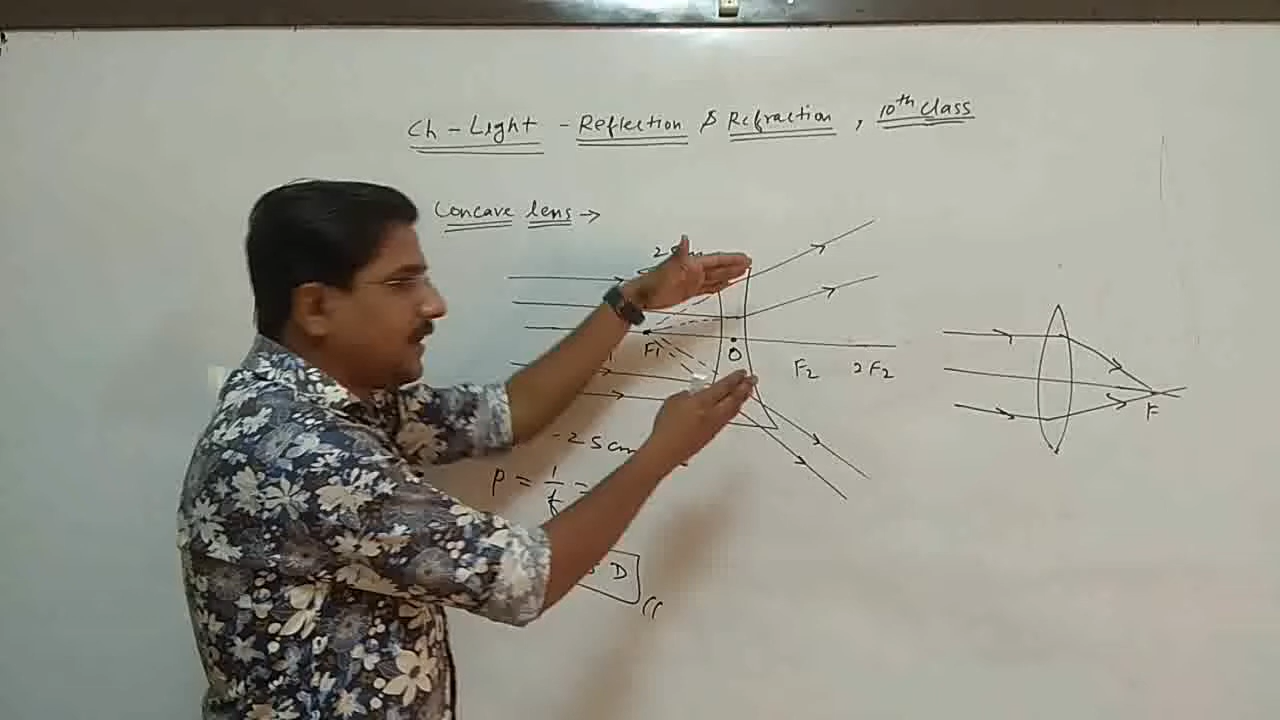 Ch - Light - Reflection & Refraction, 10th Class
Concave lens →
F1 O F2 2F2
F
-25cm
P = 1/f =
D